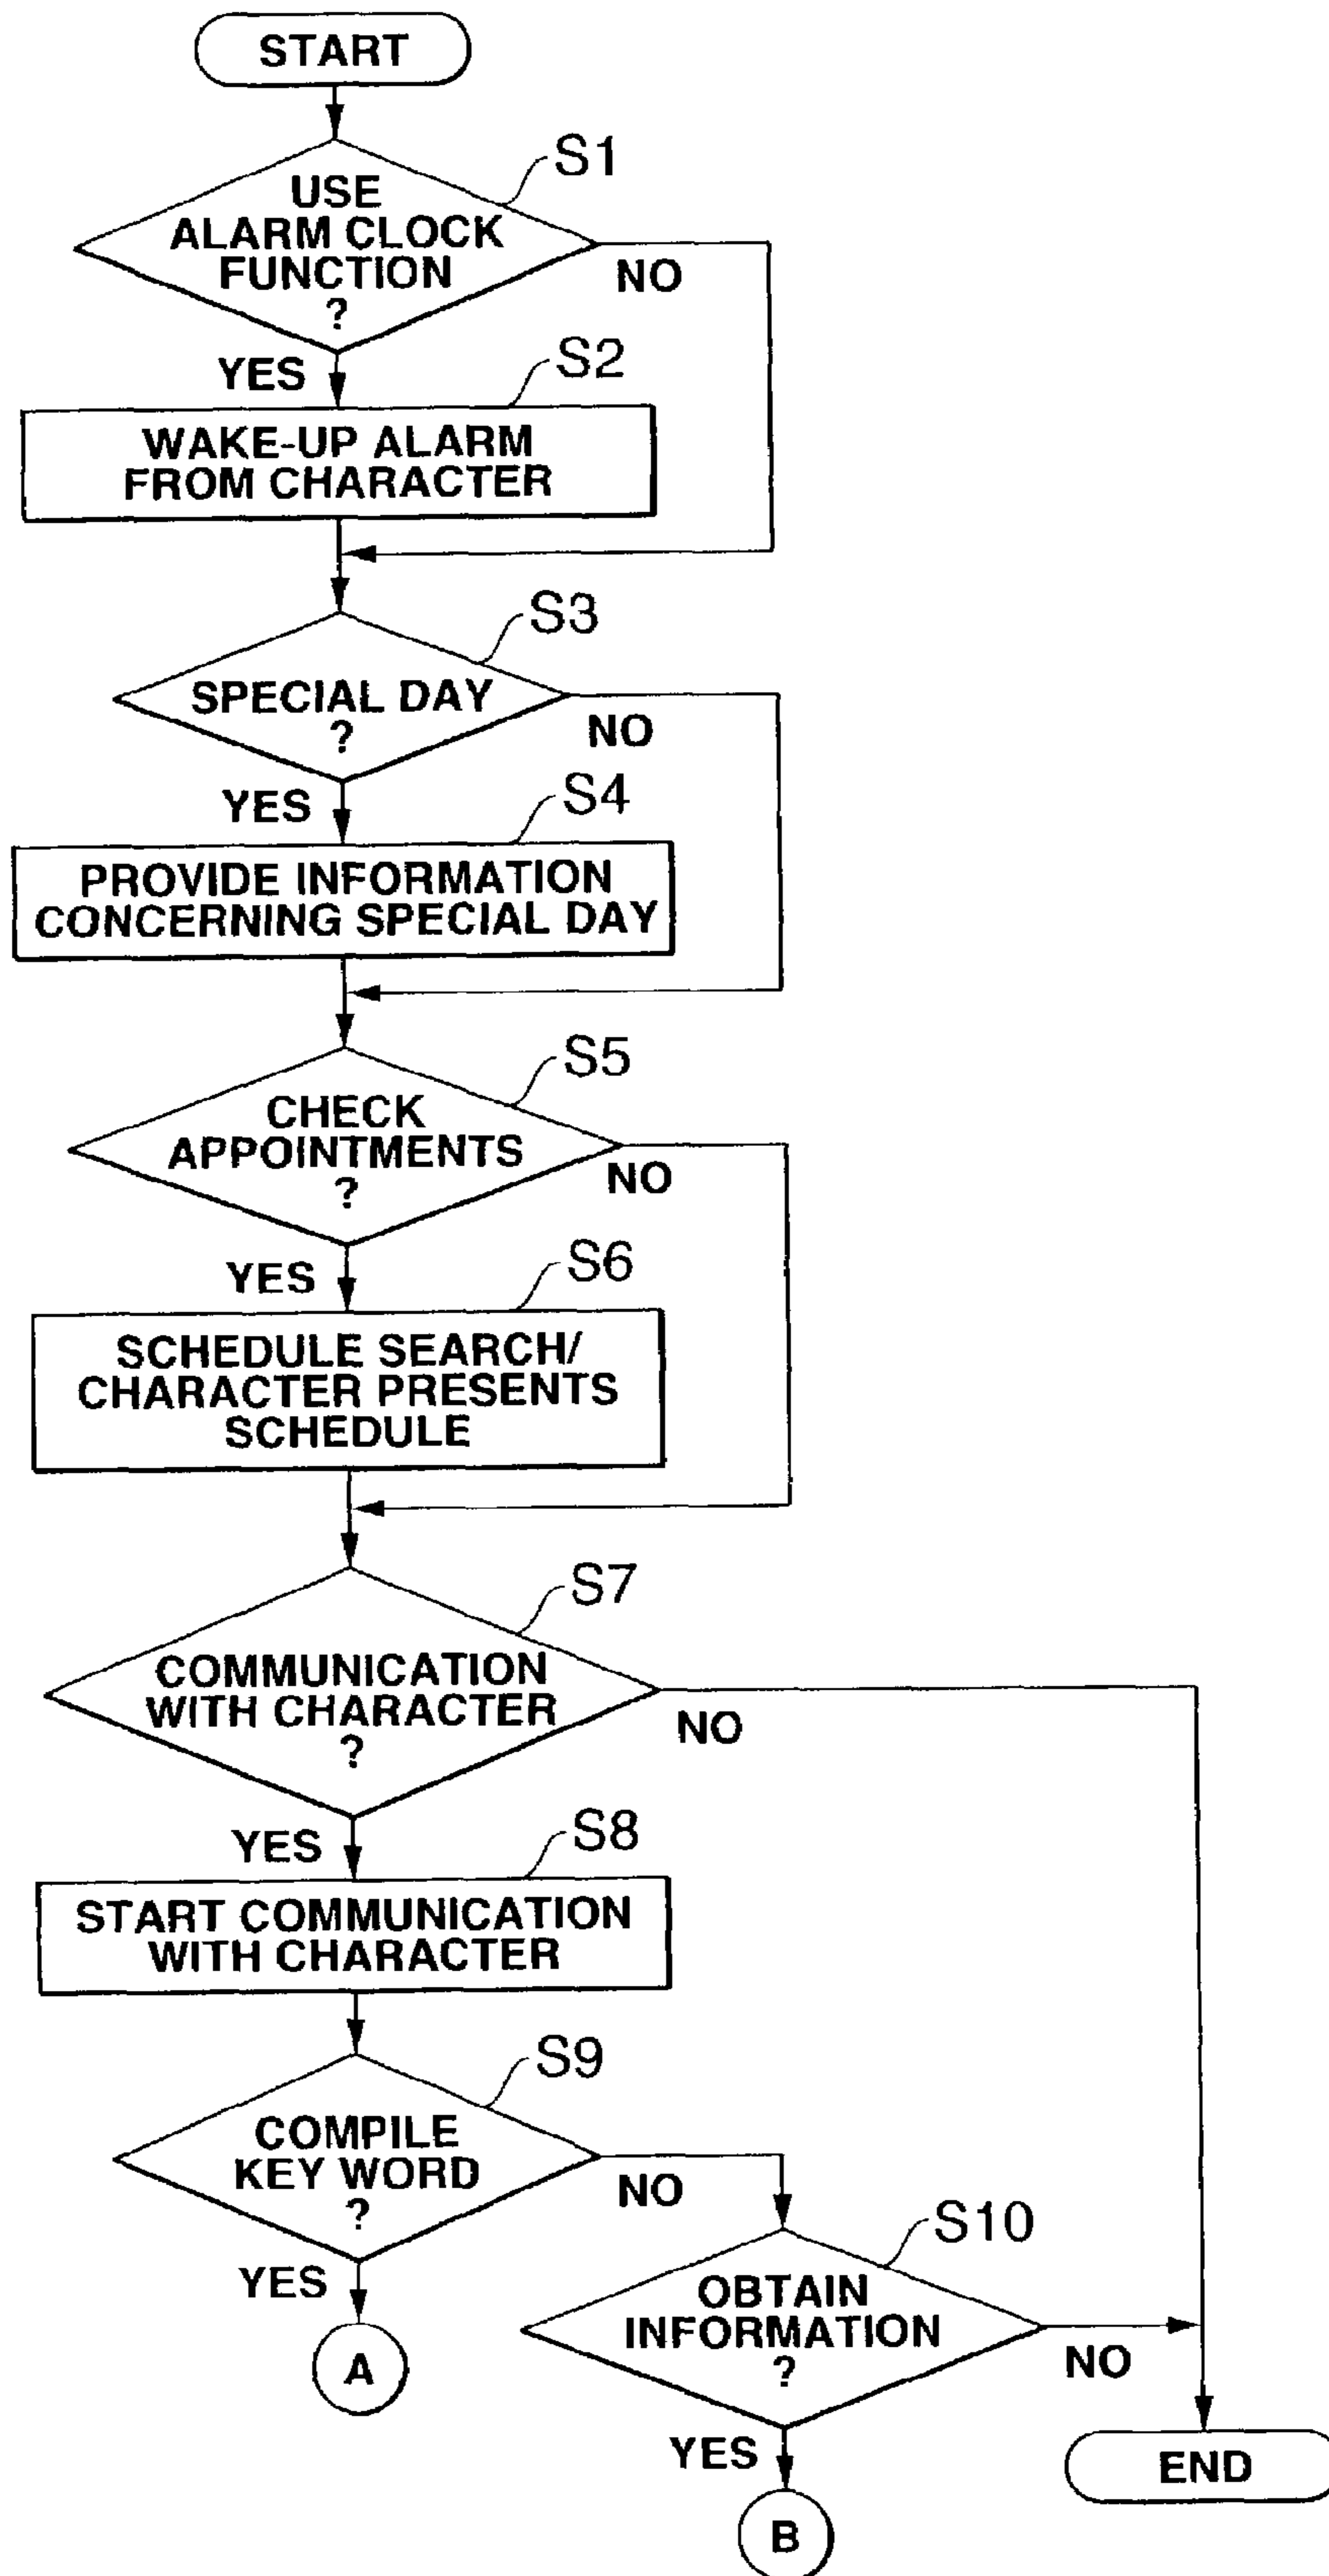 START
S1
USE
ALARM CLOCK
FUNCTION
?
NO
YES
S2
WAKE-UP ALARM
FROM CHARACTER
S3
SPECIAL DAY
?
NO
YES
S4
PROVIDE INFORMATION
CONCERNING SPECIAL DAY
S5
CHECK
APPOINTMENTS
?
NO
YES
S6
SCHEDULE SEARCH/
CHARACTER PRESENTS
SCHEDULE
S7
COMMUNICATION
WITH CHARACTER
?
NO
YES
S8
START COMMUNICATION
WITH CHARACTER
S9
COMPILE
KEY WORD
?
NO
YES
A
S10
OBTAIN
INFORMATION
?
NO
YES
B
END